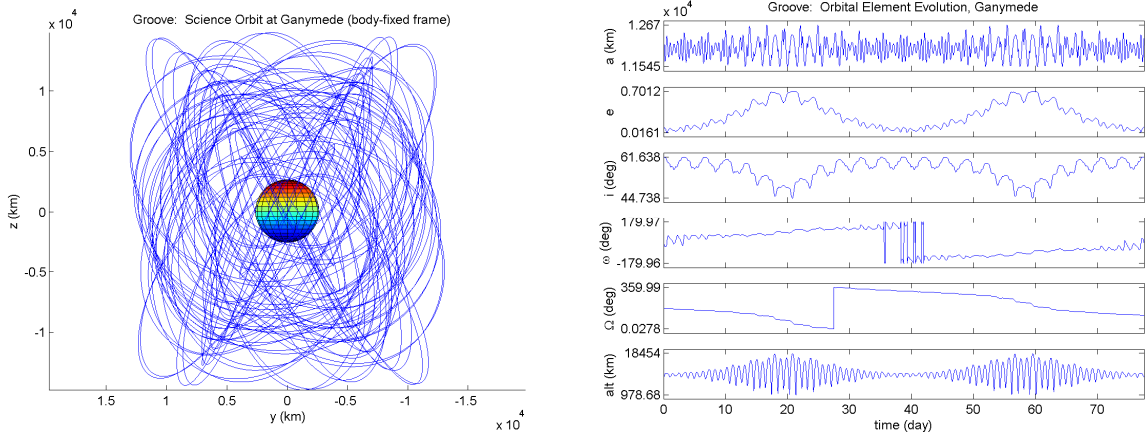 Groove: Science Orbit at Ganymede (body-fixed frame)
x 10^4
1
0.5
0
-0.5
-1
z (km)
1.5
1
0.5
0
-0.5
-1
-1.5
y (km)
x 10^4
Groove: Orbital Element Evolution, Ganymede
x 10^4
1.267
1.1545
a (km)
0.7012
0.0161
e
61.638
44.738
i (deg)
179.97
-179.96
ω (deg)
359.99
0.0278
Ω (deg)
18454
978.68
alt (km)
0
10
20
30
40
50
60
70
time (day)